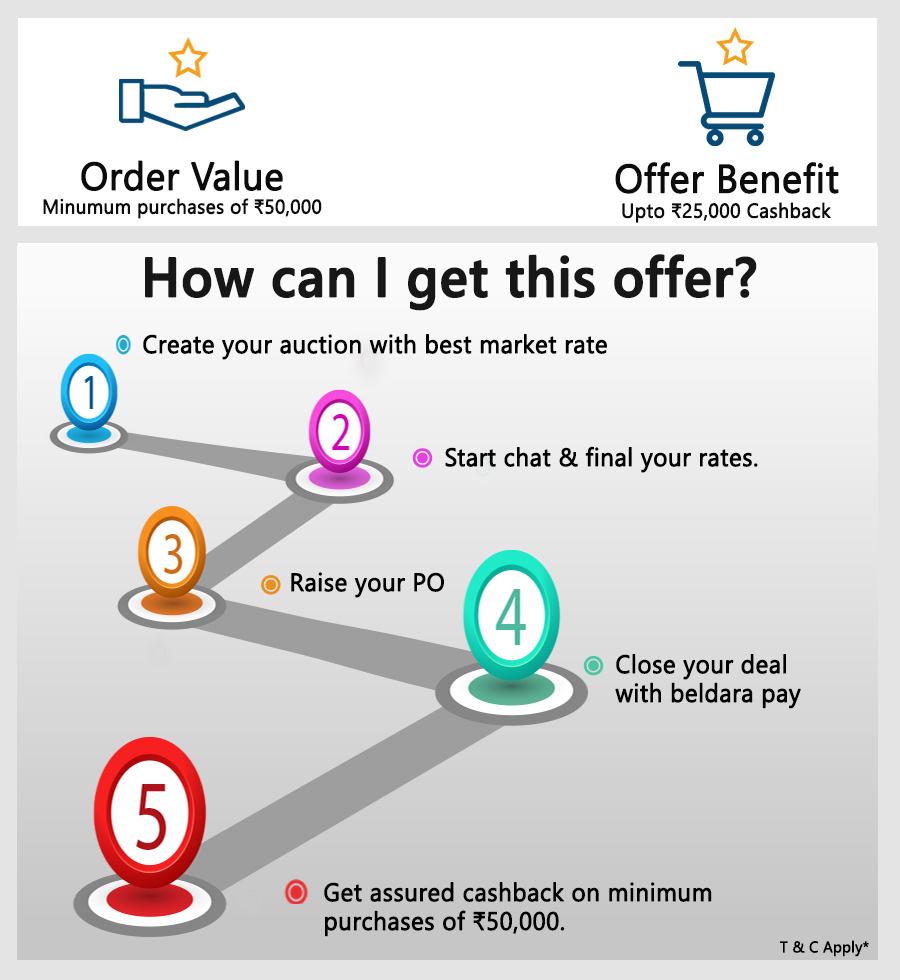 Order Value
Minumum purchases of ₹50,000
Offer Benefit
Upto ₹25,000 Cashback
How can I get this offer?
Create your auction with best market rate
1
2
Start chat & final your rates.
3
Raise your PO
4
Close your deal
with beldara pay
5
Get assured cashback on minimum
purchases of ₹50,000.
T & C Apply*